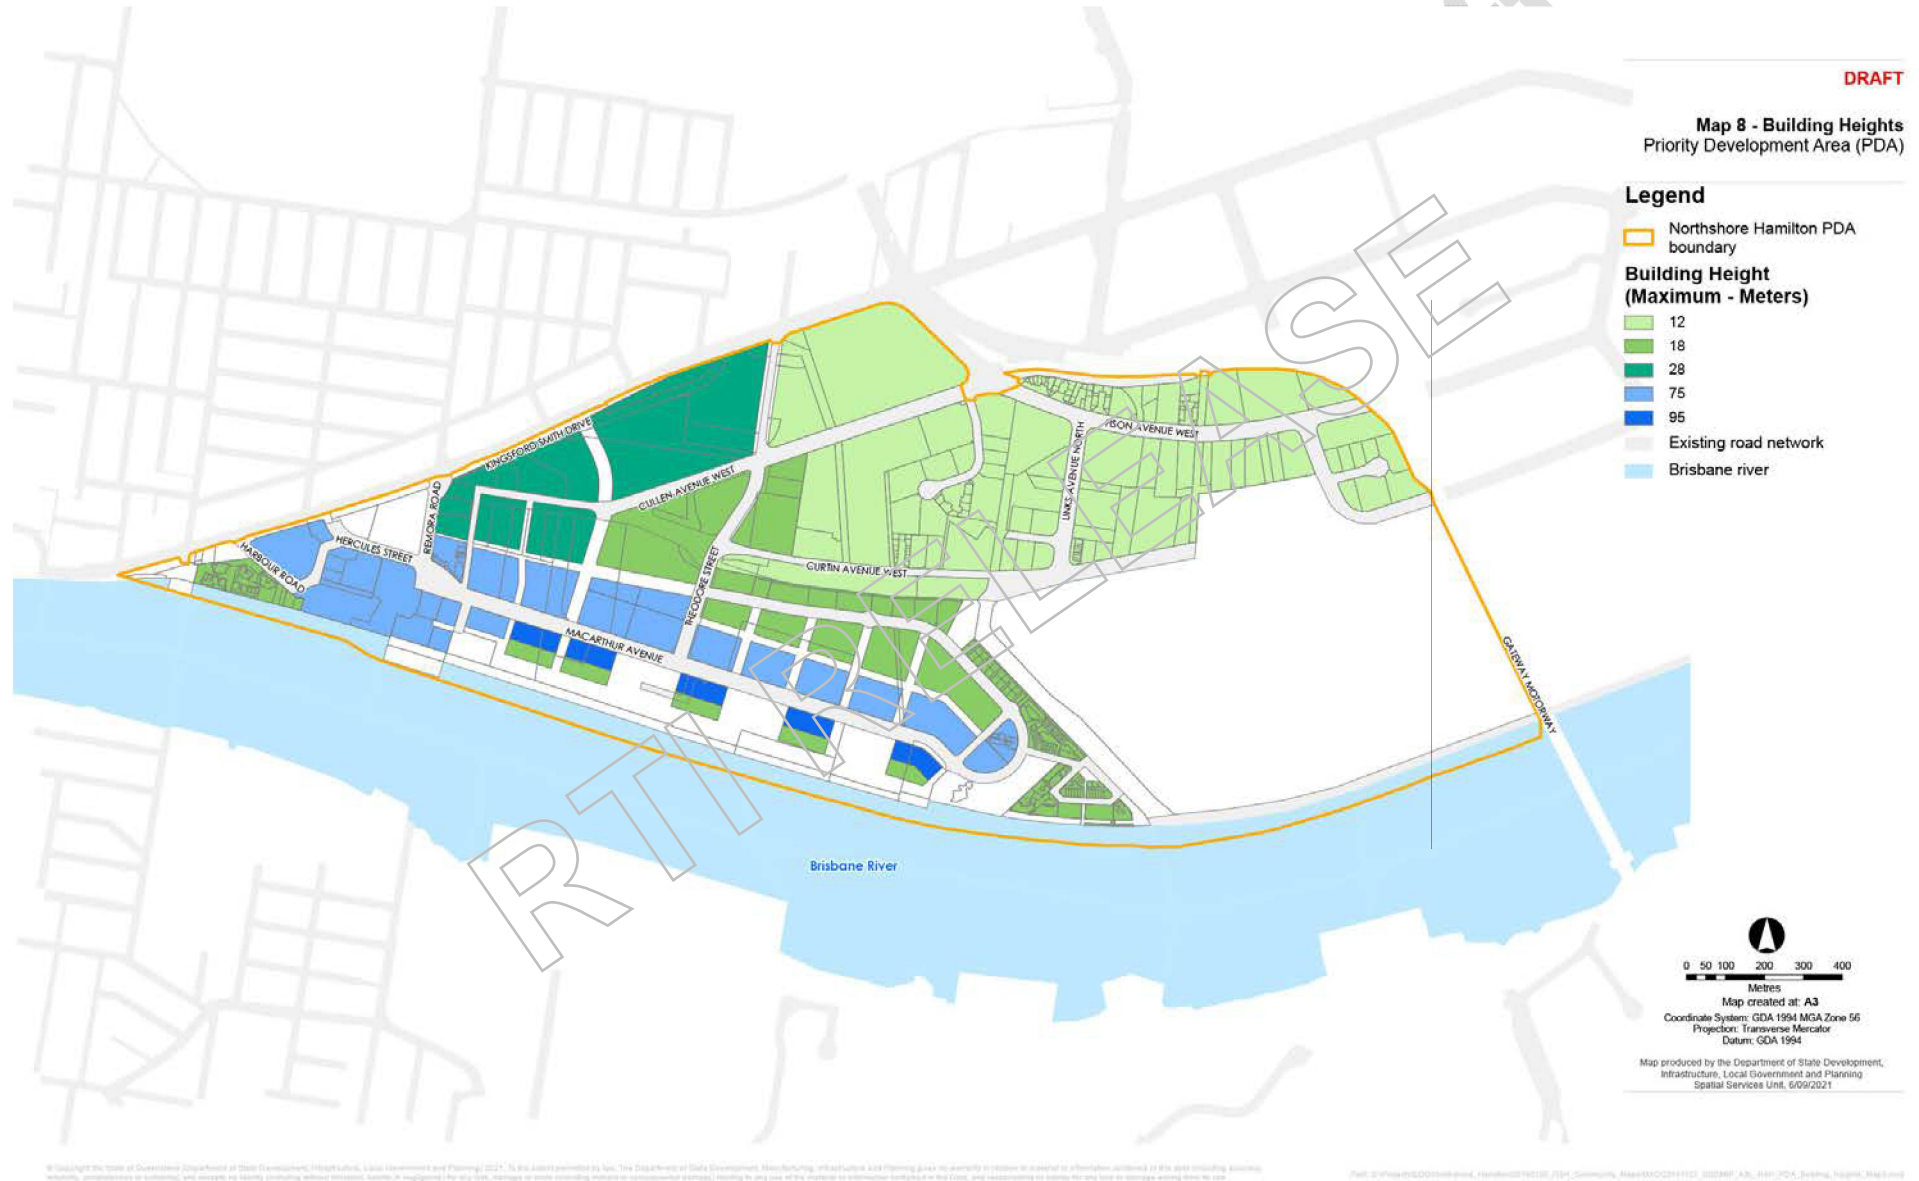 DRAFT
Map 8 - Building Heights
Priority Development Area (PDA)
Legend
Northshore Hamilton PDA
boundary
Building Height
(Maximum - Meters)
12
18
28
75
95
Existing road network
Brisbane river
KINGSFORD SMITH DRIVE
CULLEN AVENUE WEST
REMORA ROAD
HERCULES STREET
HARBOUR ROAD
THEODORE STREET
CURTIN AVENUE WEST
LINKS AVENUE NORTH
AVENUE WEST
MACARTHUR AVENUE
GATEWAY MOTORWAY
Brisbane River
RTI RELEASE
0 50 100 200 300 400
Metres
Map created at: A3
Coordinate System: GDA 1994 MGA Zone 56
Projection: Transverse Mercator
Datum: GDA 1994
Map produced by the Department of State Development,
Infrastructure, Local Government and Planning
Spatial Services Unit, 6/09/2021